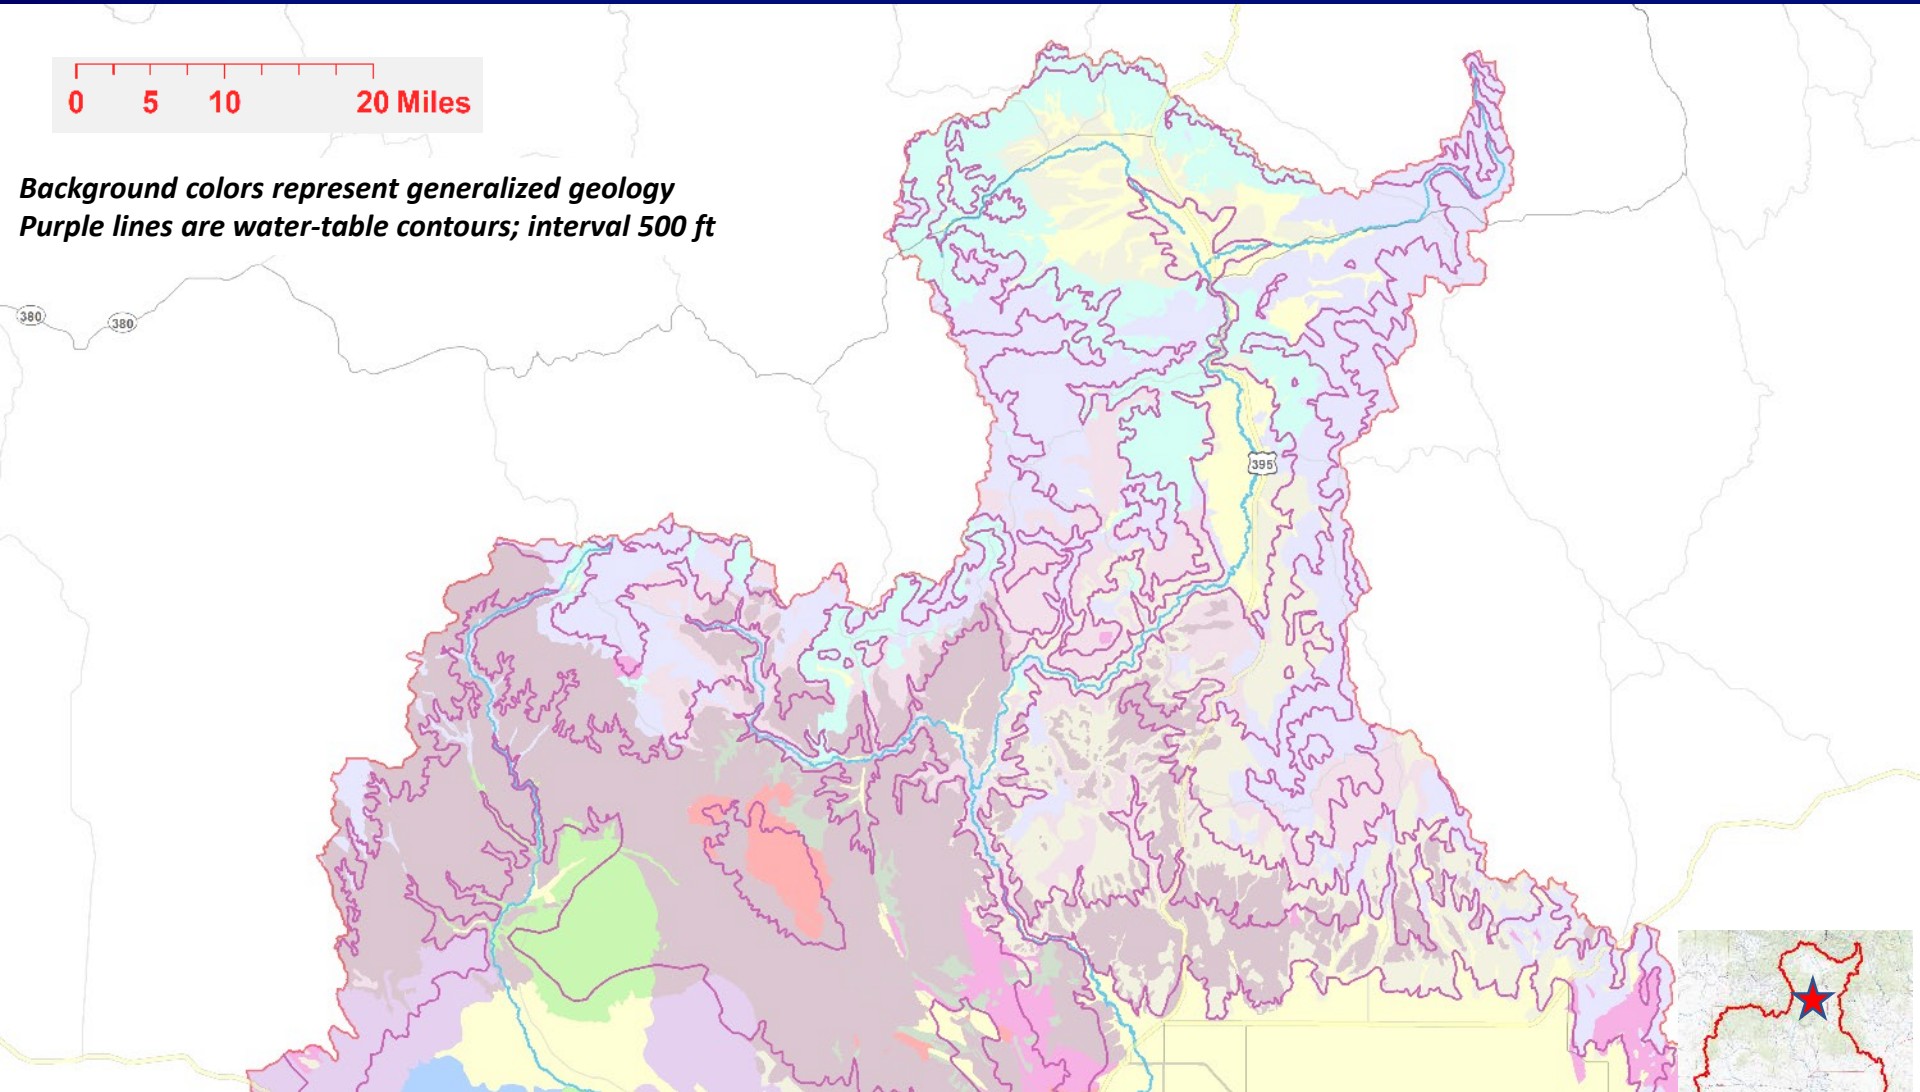 0 5 10 20 Miles
Background colors represent generalized geology
Purple lines are water-table contours; interval 500 ft
380
380
395